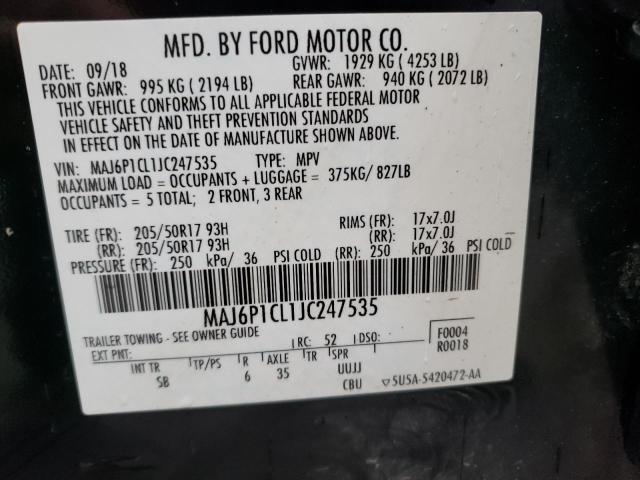 MFD. BY FORD MOTOR CO.
DATE: 09/18 GVWR: 1929 KG ( 4253 LB)
FRONT GAWR: 995 KG ( 2194 LB) REAR GAWR: 940 KG ( 2072 LB)
THIS VEHICLE CONFORMS TO ALL APPLICABLE FEDERAL MOTOR
VEHICLE SAFETY AND THEFT PREVENTION STANDARDS
IN EFFECT ON THE DATE OF MANUFACTURE SHOWN ABOVE.
VIN: MAJ6P1CL1JC247535 TYPE: MPV
MAXIMUM LOAD = OCCUPANTS + LUGGAGE = 375KG/ 827LB
OCCUPANTS = 5 TOTAL; 2 FRONT, 3 REAR
TIRE (FR): 205/50R17 93H RIMS (FR): 17x7.0J
(RR): 205/50R17 93H (RR): 17x7.0J
PRESSURE (FR): 250 kPa/ 36 PSI COLD (RR): 250 kPa/ 36 PSI COLD
MAJ6P1CL1JC247535
TRAILER TOWING - SEE OWNER GUIDE
EXT PNT: RC: 52 DSO: F0004
R0018
INT TR TP/PS R AXLE TR SPR
SB 6 35 UUJJ
CBU 5U5A-5420472-AA